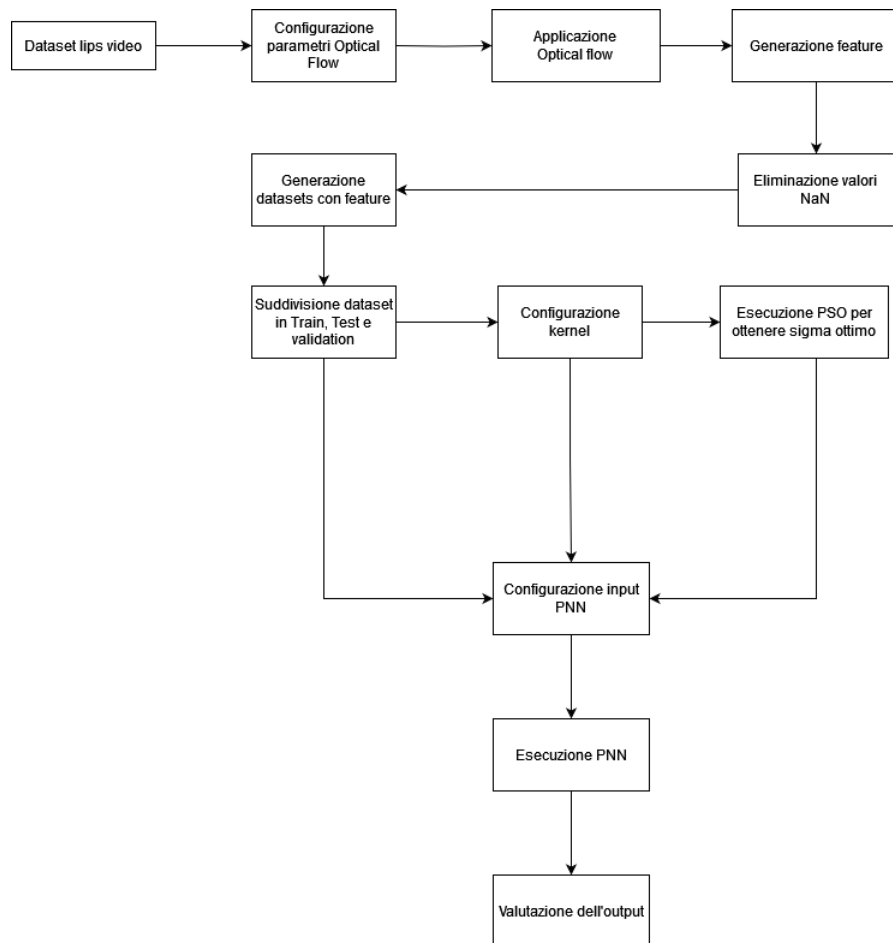 Dataset lips video
Configurazione
parametri Optical
Flow
Applicazione
Optical flow
Generazione feature
Eliminazione valori
NaN
Generazione
datasets con feature
Suddivisione dataset
in Train, Test e
validation
Configurazione
kernel
Esecuzione PSO per
ottenere sigma ottimo
Configurazione input
PNN
Esecuzione PNN
Valutazione dell'output